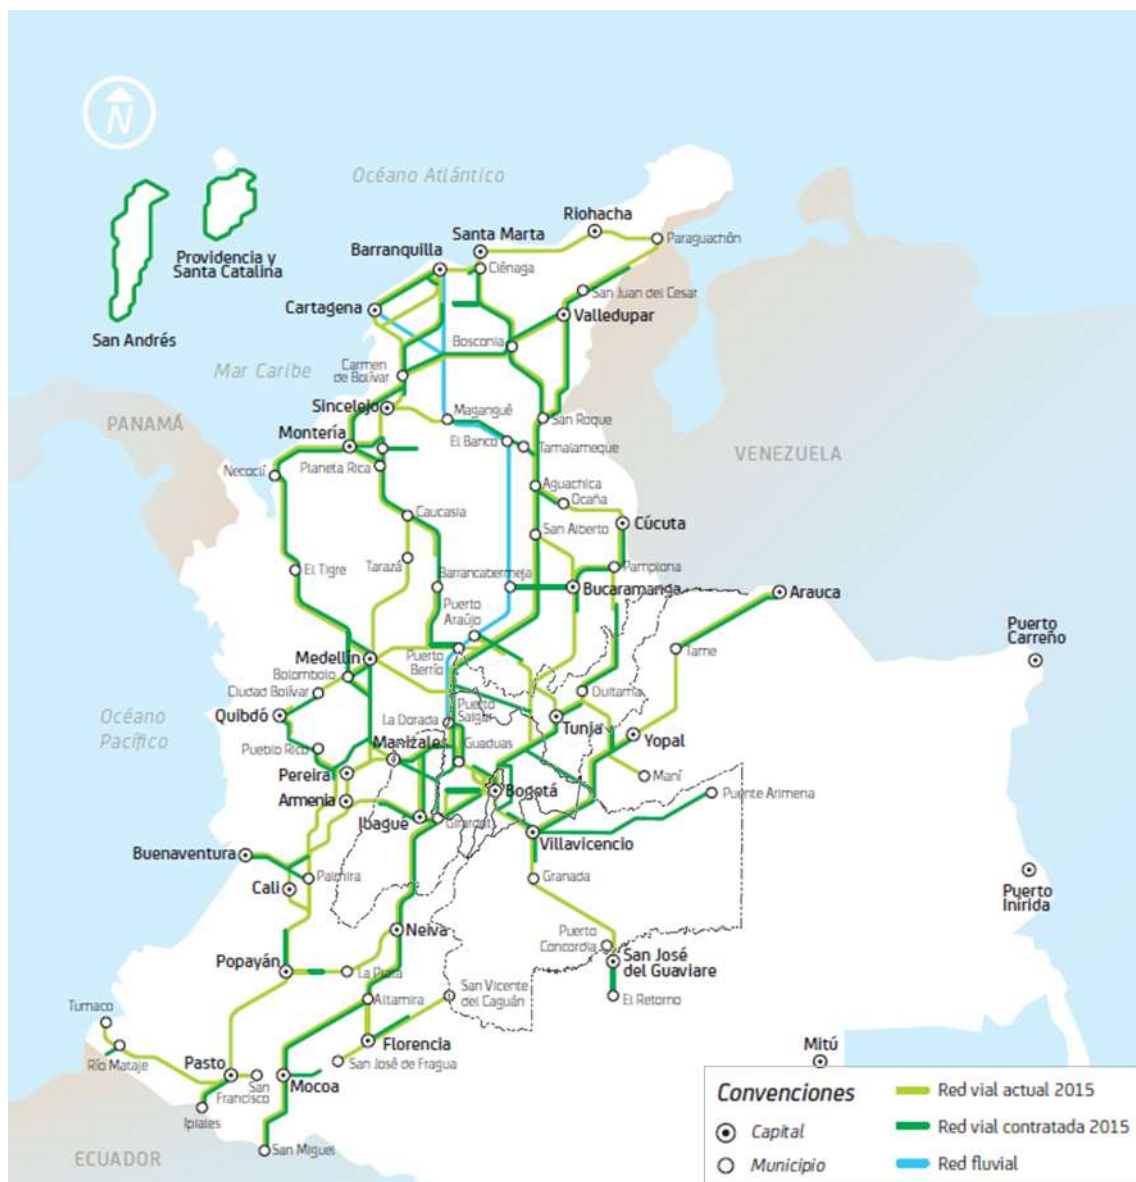 N
Océano Atlántico
Riohacha
Santa Marta
Paraguachón
Barranquilla
Providencia y
Santa Catalina
Ciénaga
San Juan del Cesar
Cartagena
Valledupar
San Andrés
Bosconia
Mar Caribe
Carmen
de Bolívar
Sincelejo
Magangué
San Roque
PANAMÁ
Montería
El Banco
Tamalameque
VENEZUELA
Necoclí
Planeta Rica
Aguachica
Ocaña
Caucasia
San Alberto
Cúcuta
El Tigre
Tarazá
Barrancabermeja
Pamplona
Bucaramanga
Arauca
Puerto
Araújo
Puerto
Carreño
Medellín
Puerto
Berrío
Tame
Bolombolo
Ciudad Bolívar
Duitama
Quibdó
La Dorada
Puerto
Salgar
Océano
Pacífico
Tunja
Yopal
Pueblo Rico
Manizale
Guaduas
Pereira
Maní
Armenia
Bogotá
Puente Arimena
Ibagué
Girardot
Villavicencio
Buenaventura
Palmira
Granada
Cali
Puerto
Inírida
Neiva
Puerto
Concordia
Popayán
La Plata
San José
del Guaviare
San Vicente
del Caguán
Altamira
El Retorno
Tumaco
Florencia
Mitú
Río Mataje
Pasto
San José de Fragua
San
Francisco
Mocoa
Ipiales
San Miguel
ECUADOR
Convenciones
Capital
Municipio
Red vial actual 2015
Red vial contratada 2015
Red fluvial